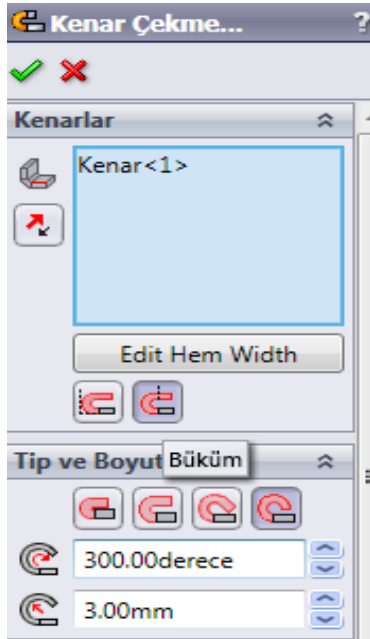 Kenar Çekme... ?
Kenarlar
Kenar<1>
Edit Hem Width
Tip ve Boyut Büküm
300.00derece
3.00mm